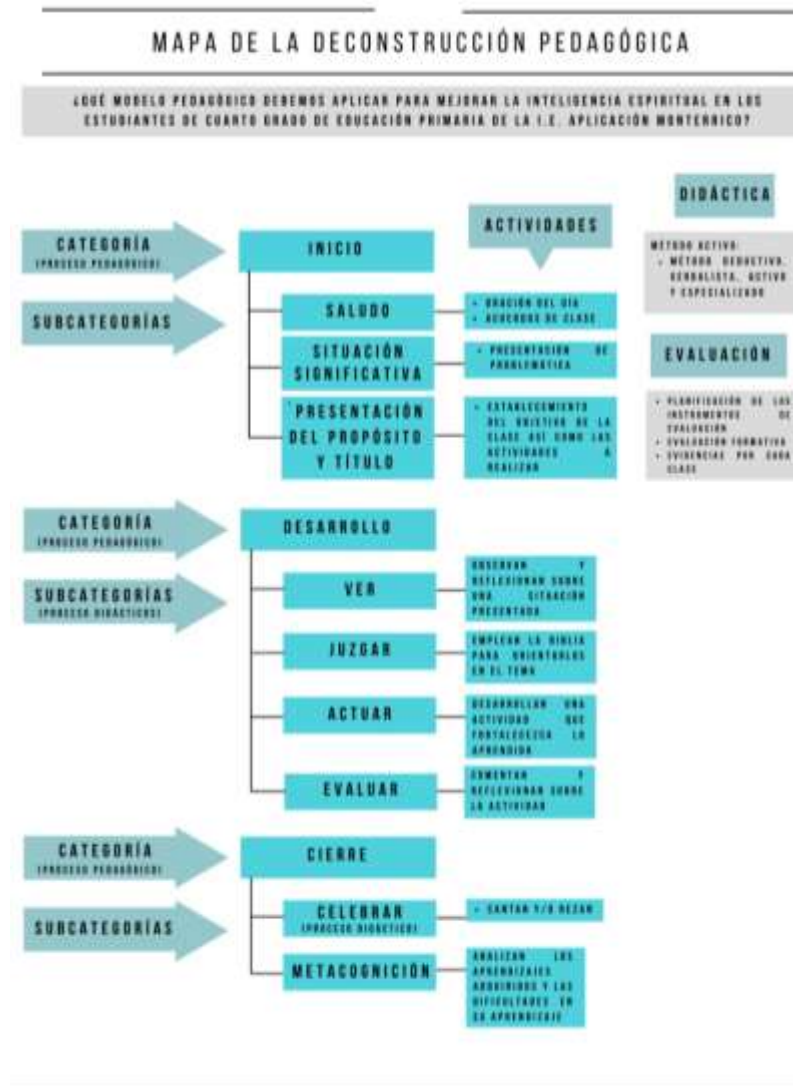 MAPA DE LA DECONSTRUCCIÓN PEDAGÓGICA
¿QUÉ MODELO PEDAGÓGICO DEBEMOS APLICAR PARA MEJORAR LA INTELIGENCIA ESPIRITUAL EN LOS
ESTUDIANTES DE CUARTO GRADO DE EDUCACIÓN PRIMARIA DE LA I.E. APLICACIÓN MONTERRICO?
CATEGORÍA
(PROCESO PEDAGÓGICO)
INICIO
ACTIVIDADES
DIDÁCTICA
MÉTODO ACTIVO:
• MÉTODO DEDUCTIVO,
VERBALISTA, ACTIVO
Y ESPECIALIZADO
SUBCATEGORÍAS
SALUDO
• ORACIÓN DEL DÍA
• ACUERDOS DE CLASE
SITUACIÓN
SIGNIFICATIVA
• PRESENTACIÓN DE
PROBLEMÁTICA
PRESENTACIÓN
DEL PROPÓSITO
Y TÍTULO
• ESTABLECIMIENTO
DEL OBJETIVO DE LA
CLASE ASÍ COMO LAS
ACTIVIDADES A
REALIZAR
EVALUACIÓN
• PLANIFICACIÓN DE LOS
INSTRUMENTOS DE
EVALUACIÓN
• EVALUACIÓN FORMATIVA
• EVIDENCIAS POR CADA
CLASE
CATEGORÍA
(PROCESO PEDAGÓGICO)
DESARROLLO
SUBCATEGORÍAS
(PROCESO DIDÁCTICOS)
VER
OBSERVAN Y
REFLEXIONAN SOBRE
UNA SITUACIÓN
PRESENTADA
JUZGAR
EMPLEAN LA BIBLIA
PARA ORIENTARLOS
EN EL TEMA
ACTUAR
DESARROLLAN UNA
ACTIVIDAD QUE
FORTALEZCA LO
APRENDIDO
EVALUAR
COMENTAN Y
REFLEXIONAN SOBRE
LA ACTIVIDAD
CATEGORÍA
(PROCESO PEDAGÓGICO)
CIERRE
SUBCATEGORÍAS
CELEBRAR
(PROCESO DIDÁCTICO)
• CANTAR Y/O REZAR
METACOGNICIÓN
ANALIZAN LOS
APRENDIZAJES
ADQUIRIDOS Y LAS
DIFICULTADES EN
SU APRENDIZAJE